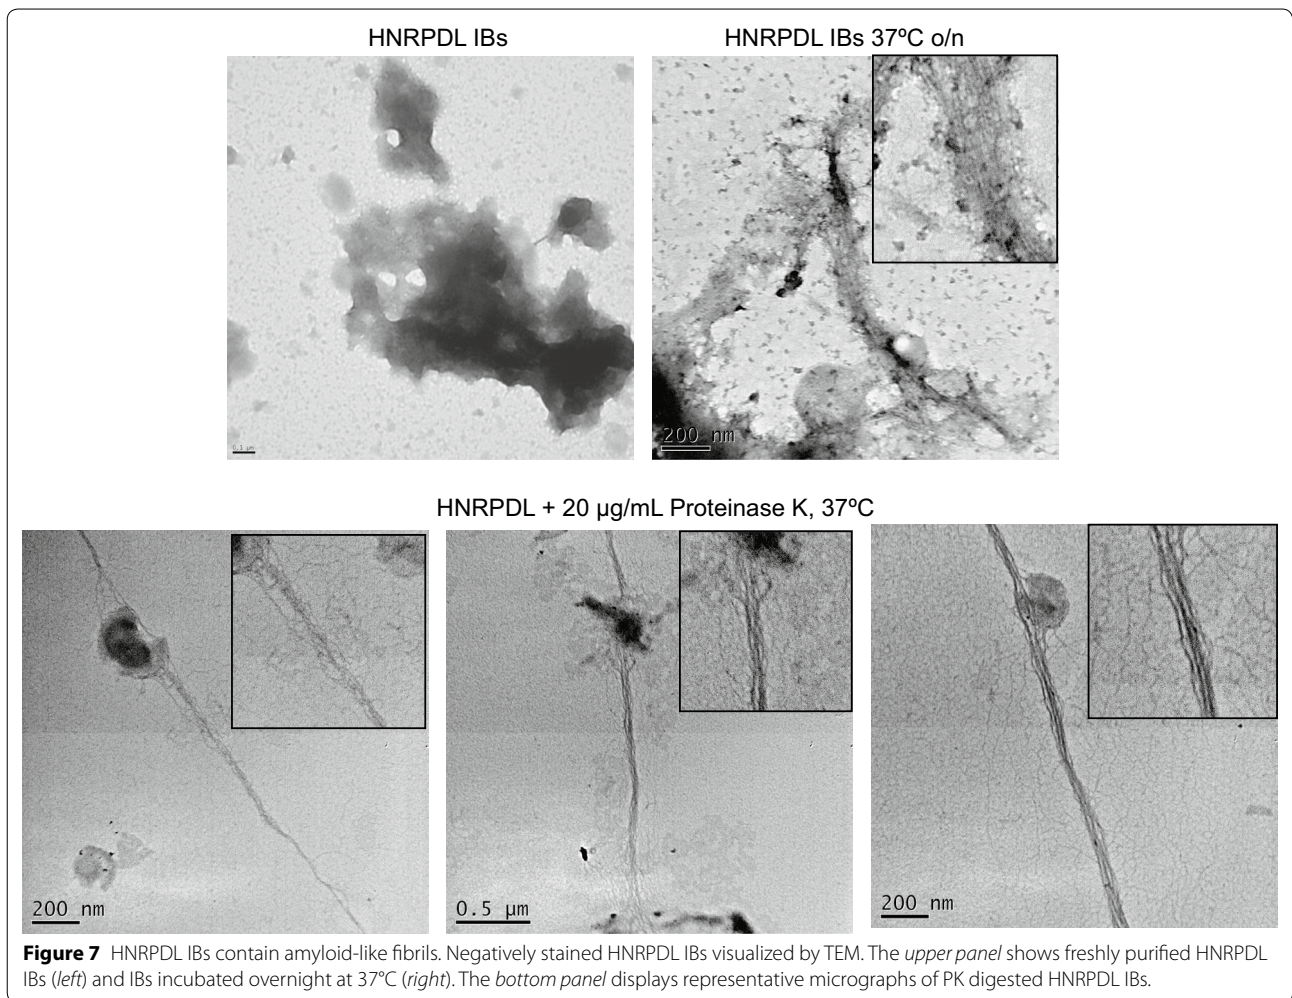 HNRPDL IBs
HNRPDL IBs 37ºC o/n
0.1 µm
200 nm
HNRPDL + 20 µg/mL Proteinase K, 37ºC
200 nm
0.5 µm
200 nm
Figure 7 HNRPDL IBs contain amyloid-like fibrils. Negatively stained HNRPDL IBs visualized by TEM. The upper panel shows freshly purified HNRPDL
IBs (left) and IBs incubated overnight at 37°C (right). The bottom panel displays representative micrographs of PK digested HNRPDL IBs.